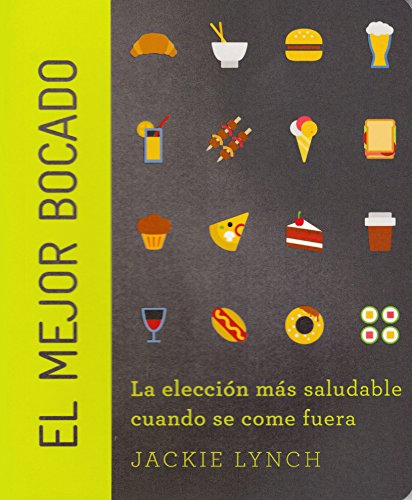 EL MEJOR BOCADO
La elección más saludable
cuando se come fuera
JACKIE LYNCH